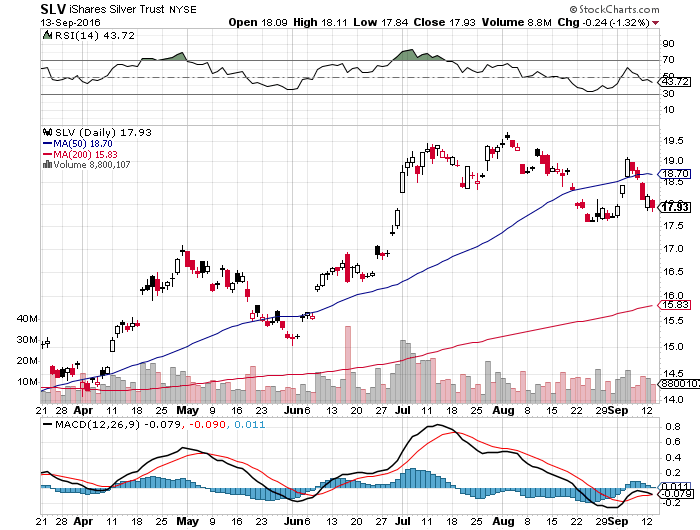 SLV iShares Silver Trust NYSE © StockCharts.com
13-Sep-2016 Open 18.09 High 18.11 Low 17.84 Close 17.93 Volume 8.8M Chg -0.24 (-1.32%)
RSI(14) 43.72
90
70
50
43.72
30
10
SLV (Daily) 17.93
MA(50) 18.70
MA(200) 15.83
Volume 8,800,107
19.5
19.0
18.70
18.5
17.93
17.5
17.0
16.5
16.0
15.83
15.5
15.0
14.5
14.0
40M
30M
20M
10M
8800107
21 28 Apr 11 18 25 May 9 16 23 Jun 6 13 20 27 Jul 11 18 25 Aug 8 15 22 29 Sep 12
MACD(12,26,9) -0.079, -0.090, 0.011
0.8
0.6
0.4
0.2
0.011
-0.079
-0.2
21 28 Apr 11 18 25 May 9 16 23 Jun 6 13 20 27 Jul 11 18 25 Aug 8 15 22 29 Sep 12